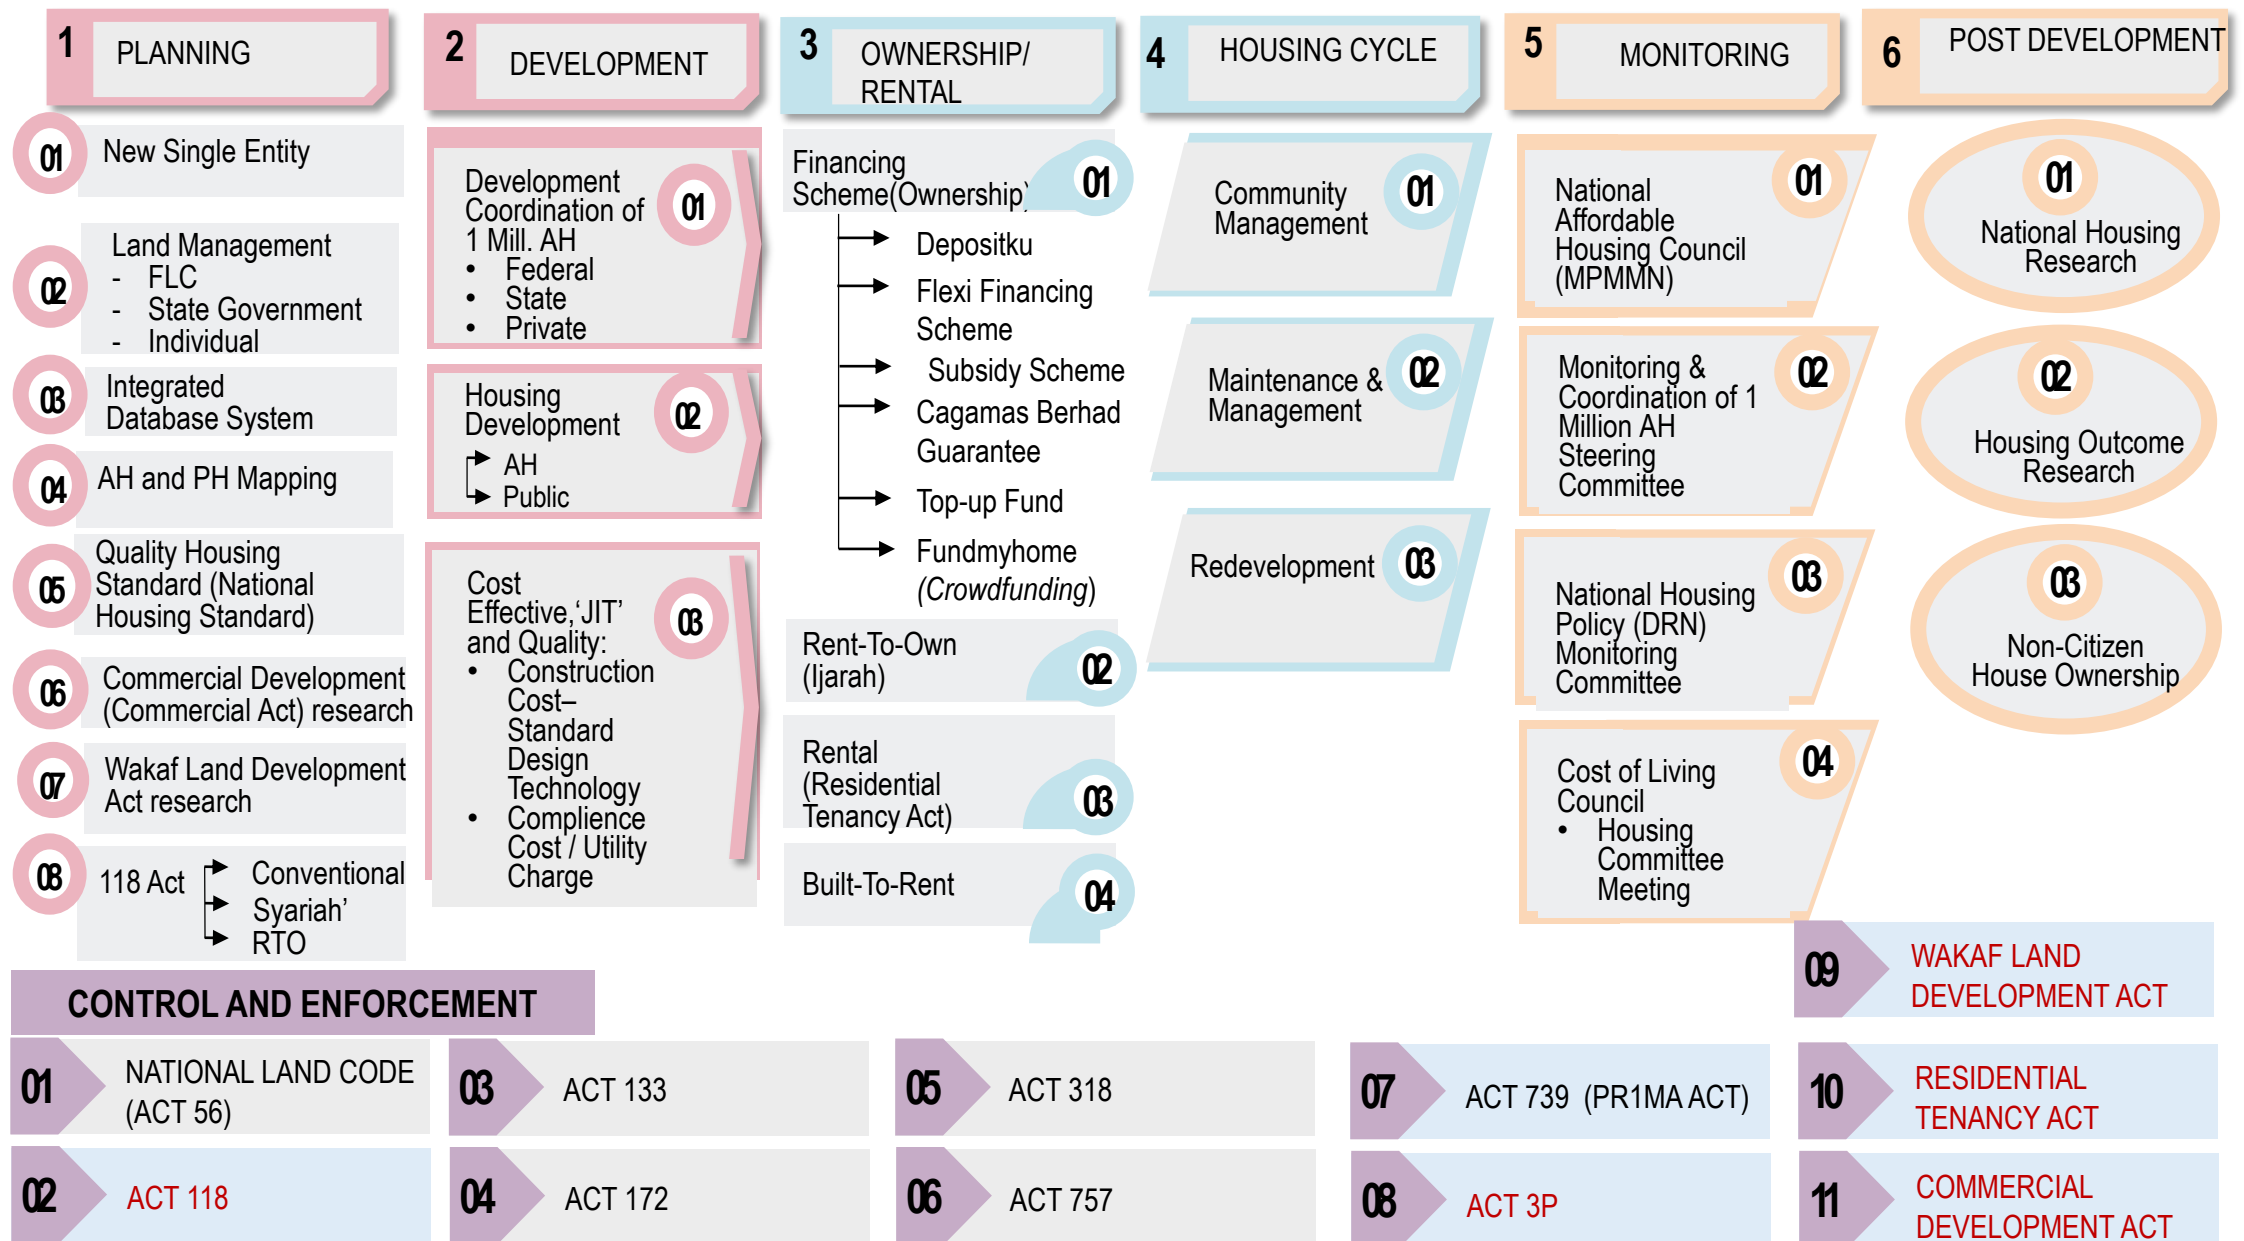 1
PLANNING
01
New Single Entity
02
Land Management
- FLC
- State Government
- Individual
03
Integrated
Database System
04
AH and PH Mapping
05
Quality Housing
Standard (National
Housing Standard)
06
Commercial Development
(Commercial Act) research
07
Wakaf Land Development
Act research
08
118 Act
Conventional
Syariah'
RTO
2
DEVELOPMENT
Development
Coordination of
1 Mill. AH
• Federal
• State
• Private
01
Housing
Development
AH
Public
02
Cost
Effective,‘JIT’
and Quality:
• Construction
Cost–
Standard
Design
Technology
• Complience
Cost / Utility
Charge
03
3
OWNERSHIP/
RENTAL
Financing
Scheme(Ownership)
01
Depositku
Flexi Financing
Scheme
Subsidy Scheme
Cagamas Berhad
Guarantee
Top-up Fund
Fundmyhome
(Crowdfunding)
Rent-To-Own
(Ijarah)
02
Rental
(Residential
Tenancy Act)
03
Built-To-Rent
04
4
HOUSING CYCLE
Community
Management
01
Maintenance &
Management
02
Redevelopment
03
5
MONITORING
National
Affordable
Housing Council
(MPMMN)
01
Monitoring &
Coordination of 1
Million AH
Steering
Committee
02
National Housing
Policy (DRN)
Monitoring
Committee
03
Cost of Living
Council
• Housing
Committee
Meeting
04
6
POST DEVELOPMENT
01
National Housing
Research
02
Housing Outcome
Research
03
Non-Citizen
House Ownership
CONTROL AND ENFORCEMENT
01
NATIONAL LAND CODE
(ACT 56)
02
ACT 118
03
ACT 133
04
ACT 172
05
ACT 318
06
ACT 757
07
ACT 739 (PR1MA ACT)
08
ACT 3P
09
WAKAF LAND
DEVELOPMENT ACT
10
RESIDENTIAL
TENANCY ACT
11
COMMERCIAL
DEVELOPMENT ACT